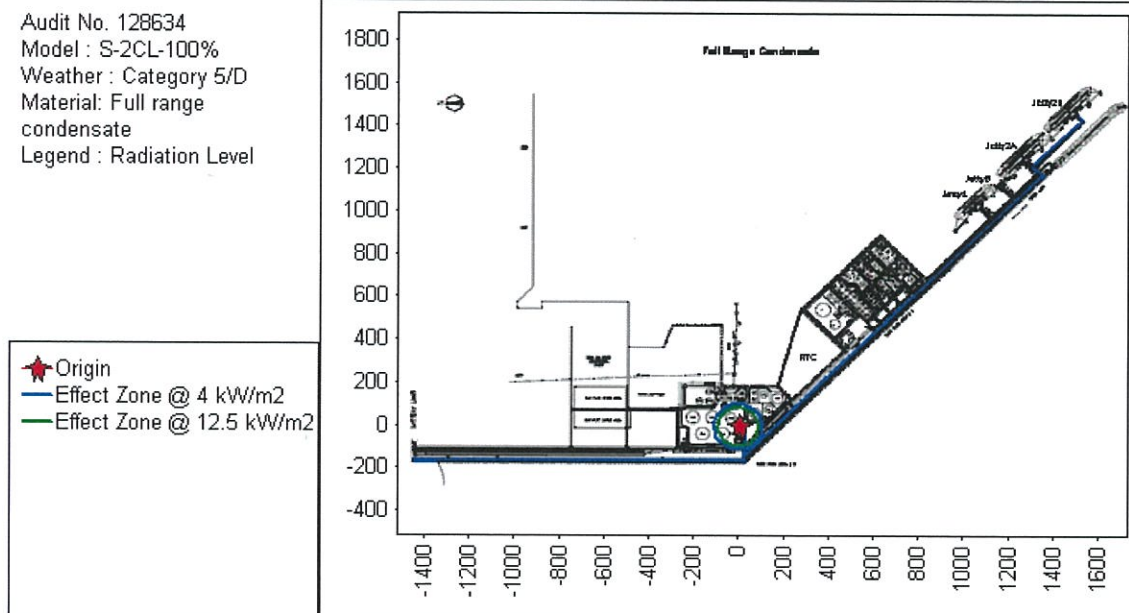 Audit No. 128634
Model : S-2CL-100%
Weather : Category 5/D
Material: Full range
condensate
Legend : Radiation Level
Origin
Effect Zone @ 4 kW/m2
Effect Zone @ 12.5 kW/m2
Full Range Condensate
1800
1600
1400
1200
1000
800
600
400
200
0
-200
-400
-1400
-1200
-1000
-800
-600
-400
-200
0
200
400
600
800
1000
1200
1400
1600
Jetty2B
Jetty2A
RTC